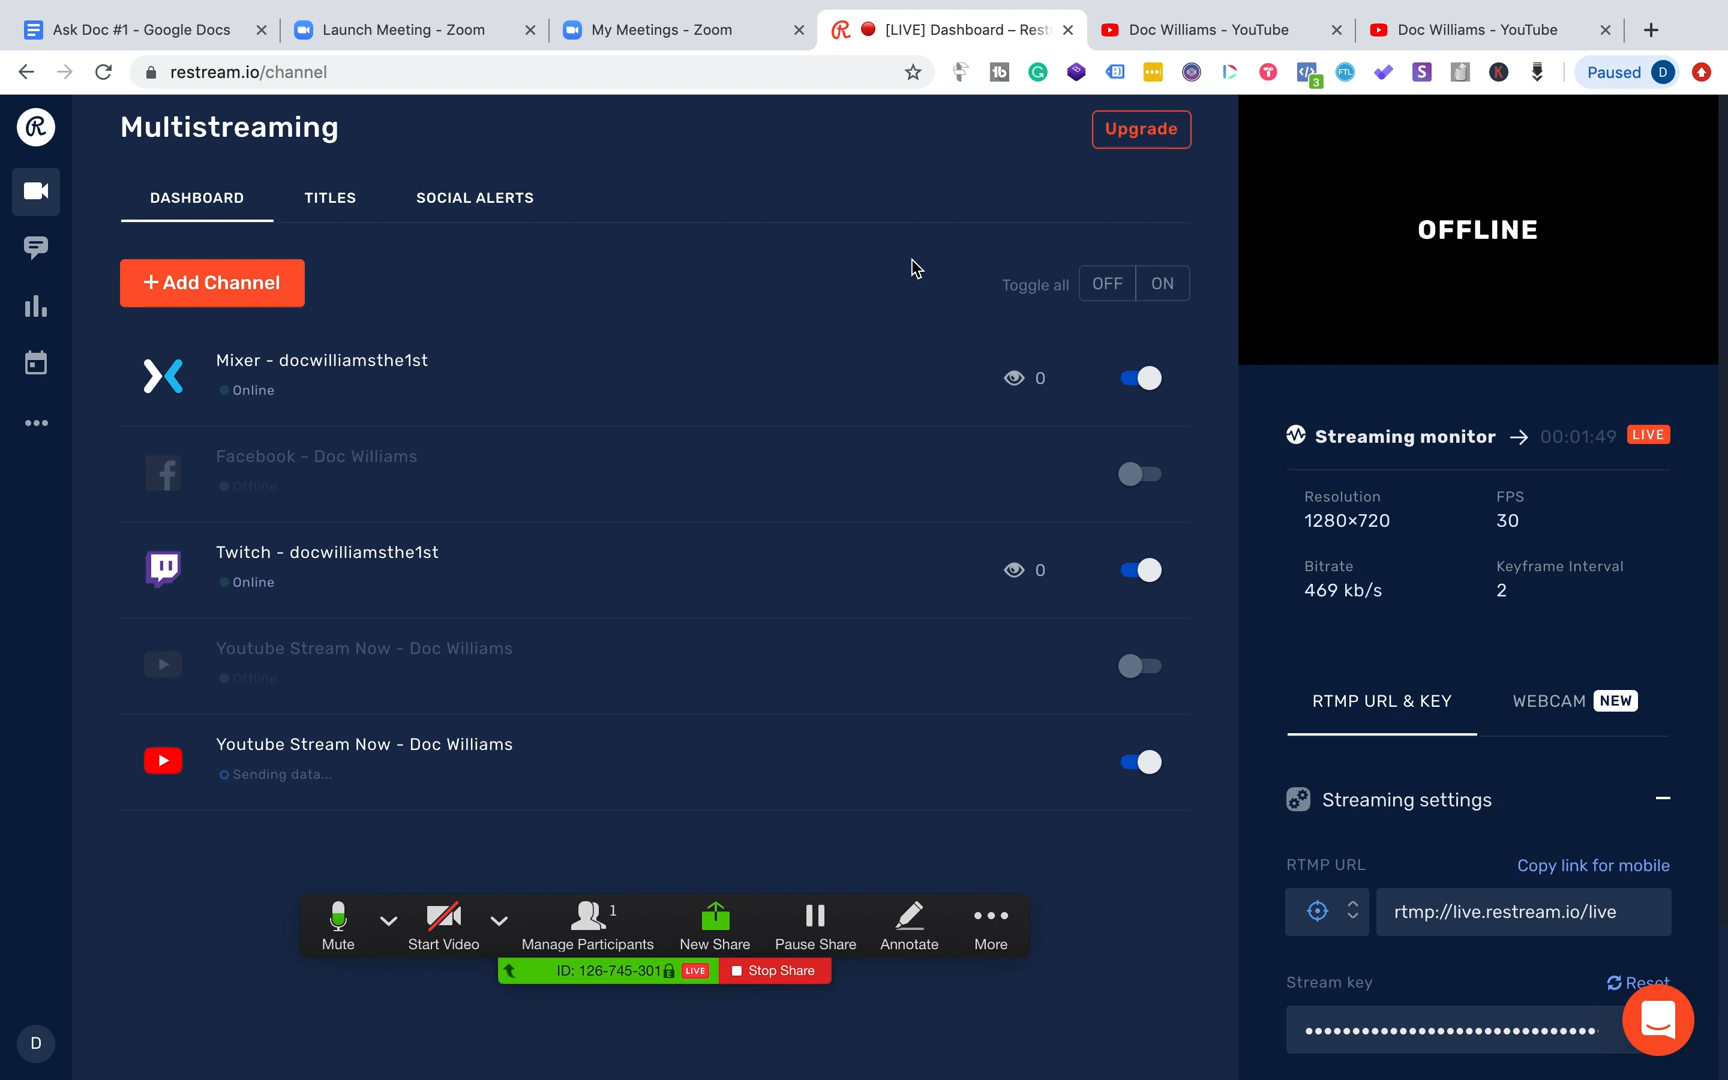 Ask Doc #1 - Google Docs
Launch Meeting - Zoom
My Meetings - Zoom
[LIVE] Dashboard – Rest
Doc Williams - YouTube
Doc Williams - YouTube
restream.io/channel
Paused D
Multistreaming
Upgrade
OFFLINE
DASHBOARD TITLES SOCIAL ALERTS
+ Add Channel
Toggle all OFF ON
Mixer - docwilliamsthe1st
Online
0
Facebook - Doc Williams
Offline
Twitch - docwilliamsthe1st
Online
0
Youtube Stream Now - Doc Williams
Offline
Youtube Stream Now - Doc Williams
Sending data...
Streaming monitor → 00:01:49 LIVE
Resolution FPS
1280×720 30
Bitrate Keyframe Interval
469 kb/s 2
RTMP URL & KEY WEBCAM NEW
Streaming settings
RTMP URL Copy link for mobile
rtmp://live.restream.io/live
Stream key Reset
1
Mute Start Video Manage Participants New Share Pause Share Annotate More
ID: 126-745-301 LIVE Stop Share
D